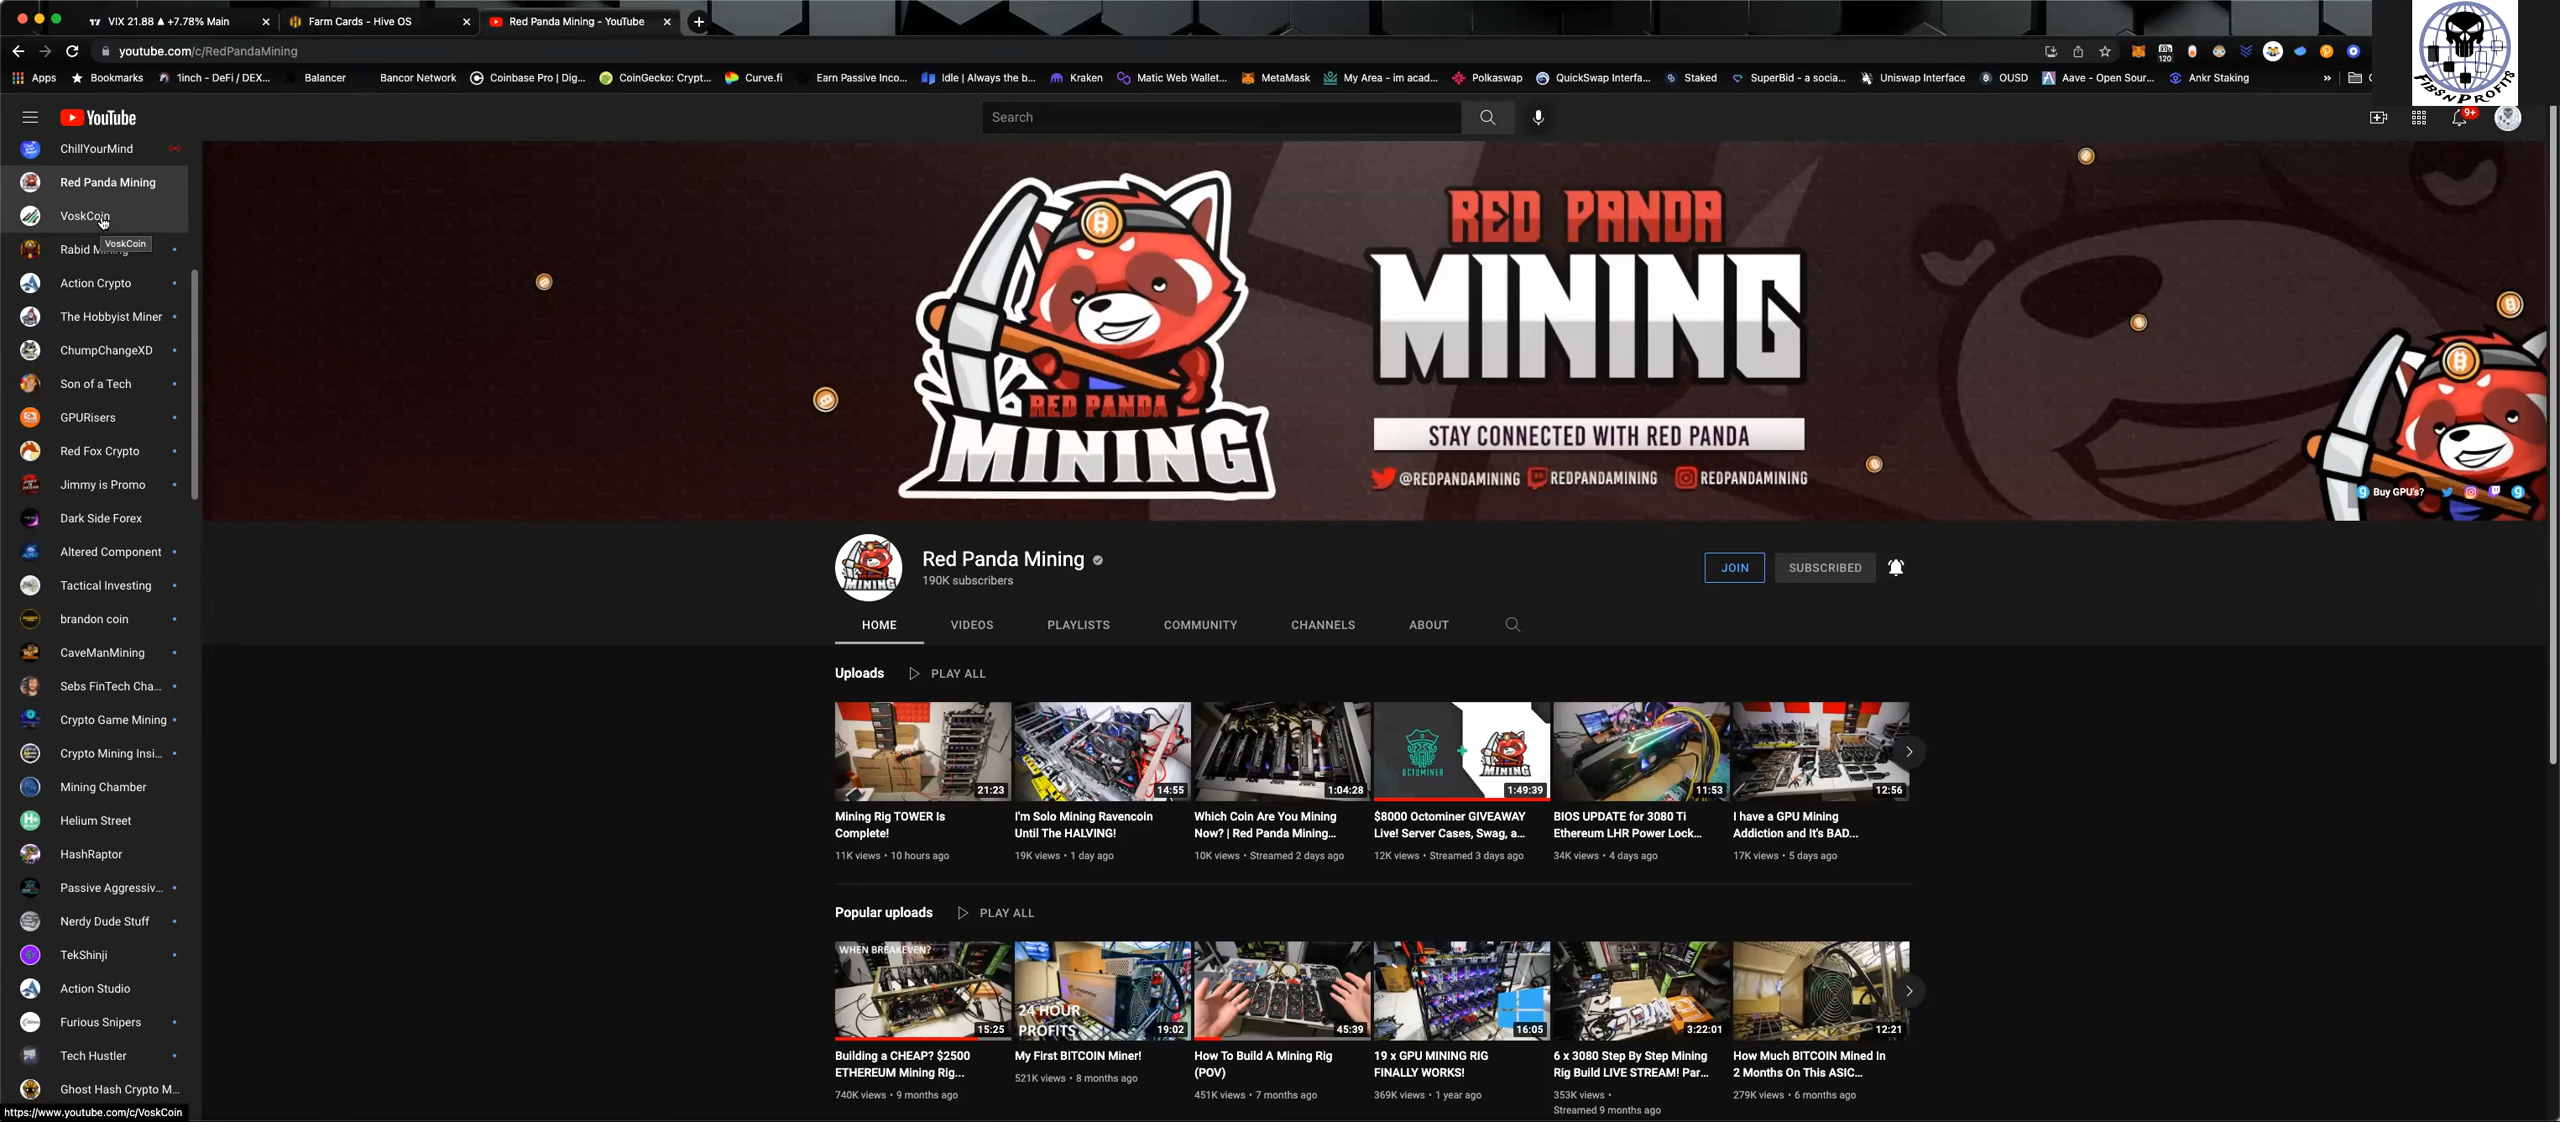 VIX 21.88 ▲ +7.78% Main
Farm Cards - Hive OS
Red Panda Mining - YouTube
youtube.com/c/RedPandaMining
Apps
Bookmarks
1inch - DeFi / DEX...
Balancer
Bancor Network
Coinbase Pro | Dig...
CoinGecko: Crypt...
Curve.fi
Earn Passive Inco...
Idle | Always the b...
Kraken
Matic Web Wallet...
MetaMask
My Area - im acad...
Polkaswap
QuickSwap Interfa...
Staked
SuperBid - a socia...
Uniswap Interface
OUSD
Aave - Open Sour...
Ankr Staking
120
FIBSNPROFITS
YouTube
Search
9+
ChillYourMind
Red Panda Mining
VoskCoin
VoskCoin
Rabid Mining
Action Crypto
The Hobbyist Miner
ChumpChangeXD
Son of a Tech
GPURisers
Red Fox Crypto
Jimmy is Promo
Dark Side Forex
Altered Component
Tactical Investing
brandon coin
CaveManMining
Sebs FinTech Cha...
Crypto Game Mining
Crypto Mining Insi...
Mining Chamber
Helium Street
HashRaptor
Passive Aggressiv...
Nerdy Dude Stuff
TekShinji
Action Studio
Furious Snipers
Tech Hustler
Ghost Hash Crypto M...
https://www.youtube.com/c/VoskCoin
RED PANDA
MINING
RED PANDA
MINING
STAY CONNECTED WITH RED PANDA
@REDPANDAMINING REDPANDAMINING REDPANDAMINING
Buy GPU's?
Red Panda Mining
190K subscribers
JOIN
SUBSCRIBED
HOME VIDEOS PLAYLISTS COMMUNITY CHANNELS ABOUT
Uploads PLAY ALL
21:23
Mining Rig TOWER Is
Complete!
11K views • 10 hours ago
14:55
I'm Solo Mining Ravencoin
Until The HALVING!
19K views • 1 day ago
1:04:28
Which Coin Are You Mining
Now? | Red Panda Mining...
10K views • Streamed 2 days ago
OCTOMINER
+
MINING
1:49:39
$8000 Octominer GIVEAWAY
Live! Server Cases, Swag, a...
12K views • Streamed 3 days ago
11:53
BIOS UPDATE for 3080 Ti
Ethereum LHR Power Lock...
34K views • 4 days ago
12:56
I have a GPU Mining
Addiction and It's BAD...
17K views • 5 days ago
Popular uploads PLAY ALL
WHEN BREAKEVEN?
15:25
Building a CHEAP? $2500
ETHEREUM Mining Rig...
740K views • 9 months ago
24 HOUR
PROFITS
19:02
My First BITCOIN Miner!
521K views • 8 months ago
45:39
How To Build A Mining Rig
(POV)
451K views • 7 months ago
16:05
19 x GPU MINING RIG
FINALLY WORKS!
369K views • 1 year ago
3:22:01
6 x 3080 Step By Step Mining
Rig Build LIVE STREAM! Par...
353K views •
Streamed 9 months ago
12:21
How Much BITCOIN Mined In
2 Months On This ASIC...
279K views • 6 months ago